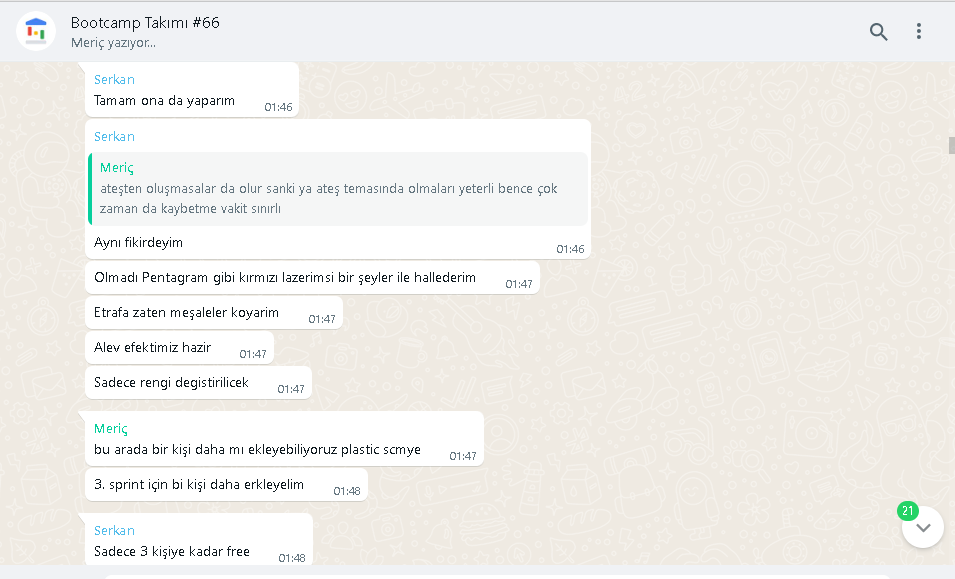 Bootcamp Takımı #66
Meriç yazıyor...
Serkan
Tamam ona da yaparım
01:46
Serkan
Meriç
ateşten oluşmasalar da olur sanki ya ateş temasında olmaları yeterli bence çok
zaman da kaybetme vakit sınırlı
Aynı fikirdeyim
01:46
Olmadı Pentagram gibi kırmızı lazerimsi bir şeyler ile hallederim
01:47
Etrafa zaten meşaleler koyarim
01:47
Alev efektimiz hazir
01:47
Sadece rengi degistirilicek
01:47
Meriç
bu arada bir kişi daha mı ekleyebiliyoruz plastic scmye
01:47
3. sprint için bi kişi daha erkleyelim
01:48
21
Serkan
Sadece 3 kişiye kadar free
01:48